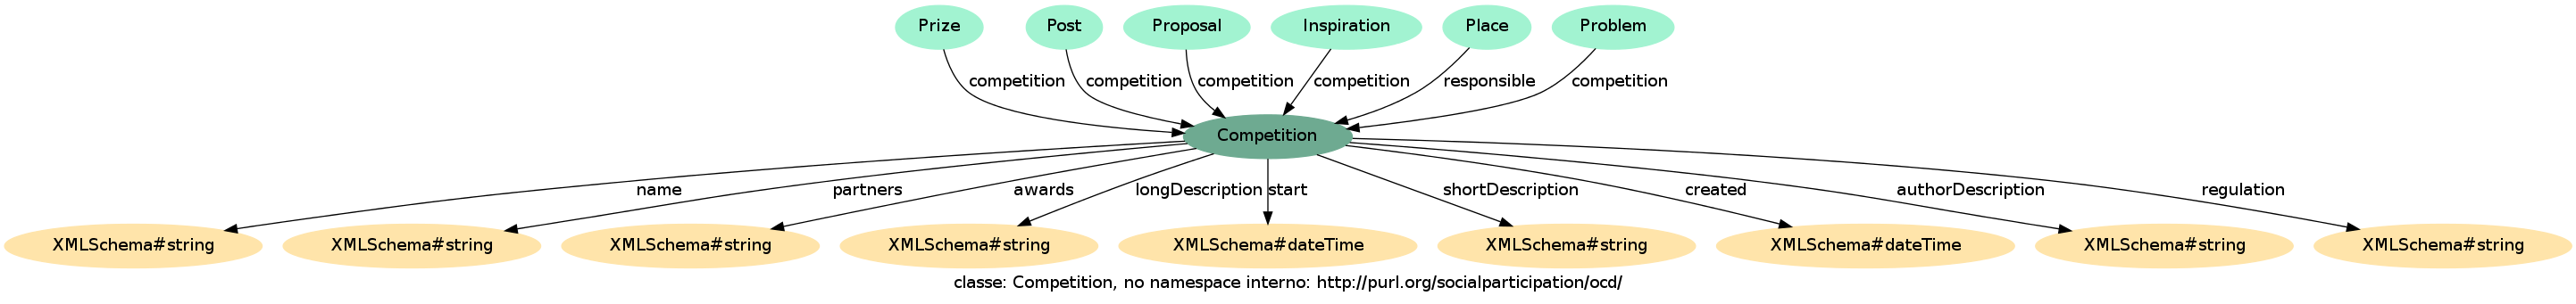 Prize Post Proposal Inspiration Place Problem
competition competition competition competition responsible competition
Competition
name partners awards longDescription start shortDescription created authorDescription regulation
XMLSchema#string XMLSchema#string XMLSchema#string XMLSchema#string XMLSchema#dateTime XMLSchema#string XMLSchema#dateTime XMLSchema#string XMLSchema#string
classe: Competition, no namespace interno: http://purl.org/socialparticipation/ocd/